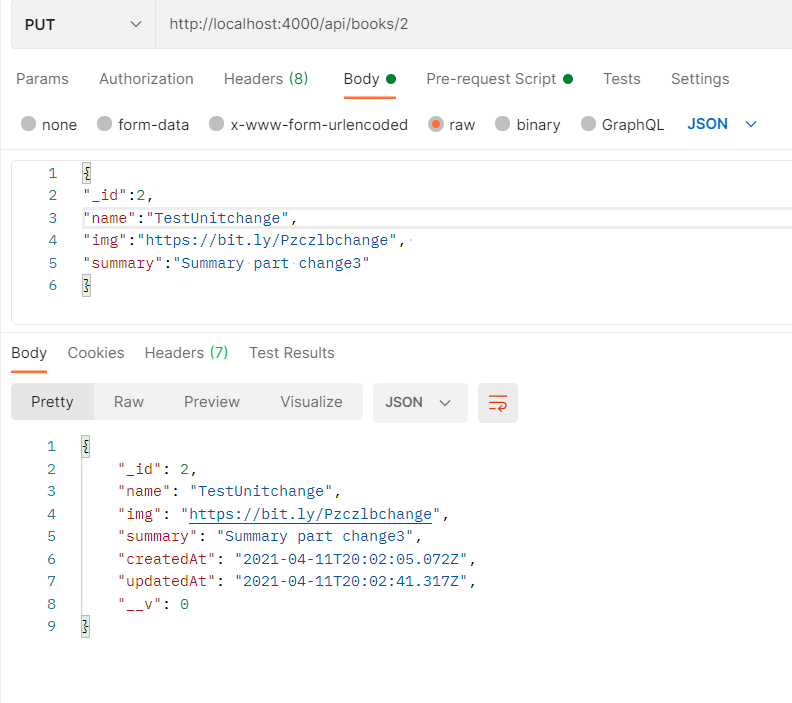 PUT http://localhost:4000/api/books/2
Params Authorization Headers (8) Body Pre-request Script Tests Settings
none form-data x-www-form-urlencoded raw binary GraphQL JSON
1 {
2 "_id":2,
3 "name":"TestUnitchange",
4 "img":"https://bit.ly/Pzczlbchange",
5 "summary":"Summary part change3"
6 }
Body Cookies Headers (7) Test Results
Pretty Raw Preview Visualize JSON
1 {
2 "_id": 2,
3 "name": "TestUnitchange",
4 "img": "https://bit.ly/Pzczlbchange",
5 "summary": "Summary part change3",
6 "createdAt": "2021-04-11T20:02:05.072Z",
7 "updatedAt": "2021-04-11T20:02:41.317Z",
8 "__v": 0
9 }